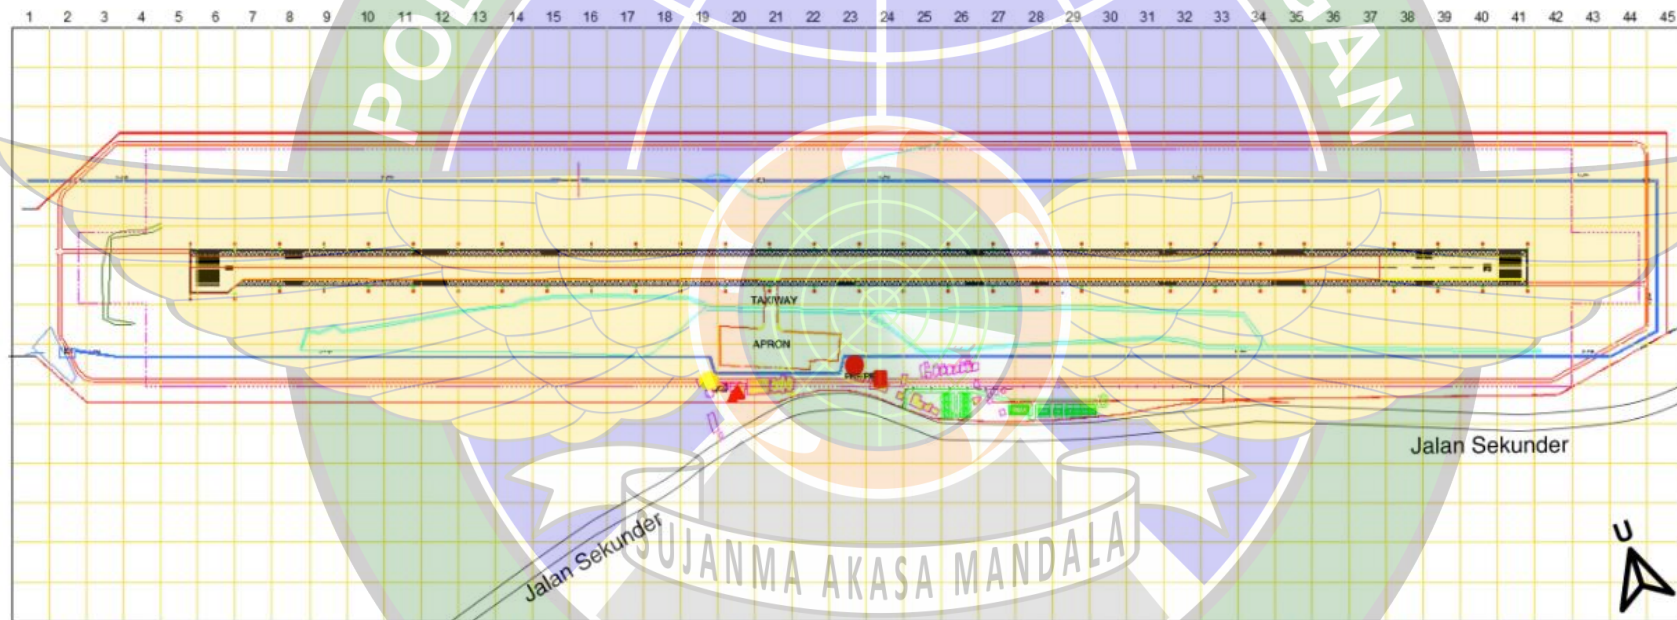 1 2 3 4 5 6 7 8 9 10 11 12 13 14 15 16 17 18 19 20 21 22 23 24 25 26 27 28 29 30 31 32 33 34 35 36 37 38 39 40 41 42 43 44 45
TAXIWAY
APRON
Jalan Sekunder
Jalan Sekunder
SUJANMA AKASA MANDALA
U